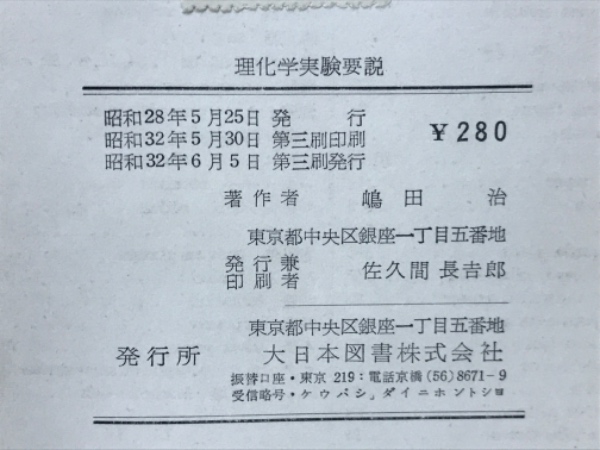 理化学実験要説
昭和28年5月25日 発 行
昭和32年5月30日 第三刷印刷
昭和32年6月5日 第三刷発行
￥280
著作者 嶋田 治
東京都中央区銀座一丁目五番地
発行兼
印刷者 佐久間 長吉郎
東京都中央区銀座一丁目五番地
発行所 大日本図書株式会社
振替口座・東京 219：電話京橋(56)8671−9
受信略号・ケウバシ、ダイニホントシヨ